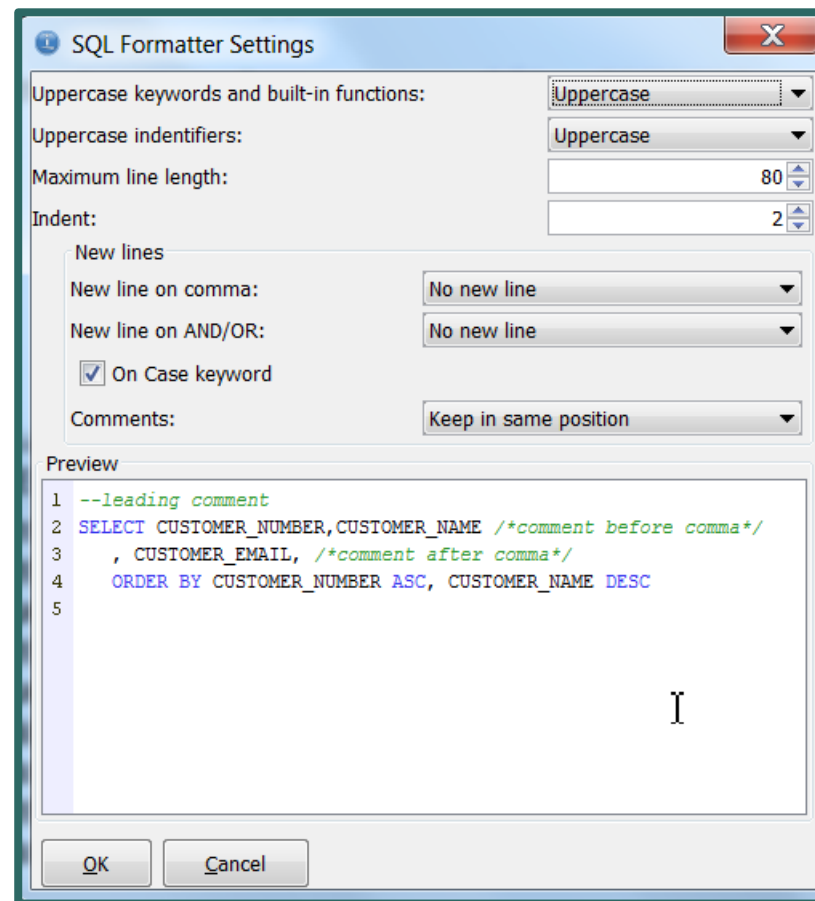 SQL Formatter Settings
Uppercase keywords and built-in functions: Uppercase
Uppercase indentifiers: Uppercase
Maximum line length: 80
Indent: 2
New lines
New line on comma: No new line
New line on AND/OR: No new line
On Case keyword
Comments: Keep in same position
Preview
1 --leading comment
2 SELECT CUSTOMER_NUMBER,CUSTOMER_NAME /*comment before comma*/
3 , CUSTOMER_EMAIL, /*comment after comma*/
4 ORDER BY CUSTOMER_NUMBER ASC, CUSTOMER_NAME DESC
5
OK Cancel